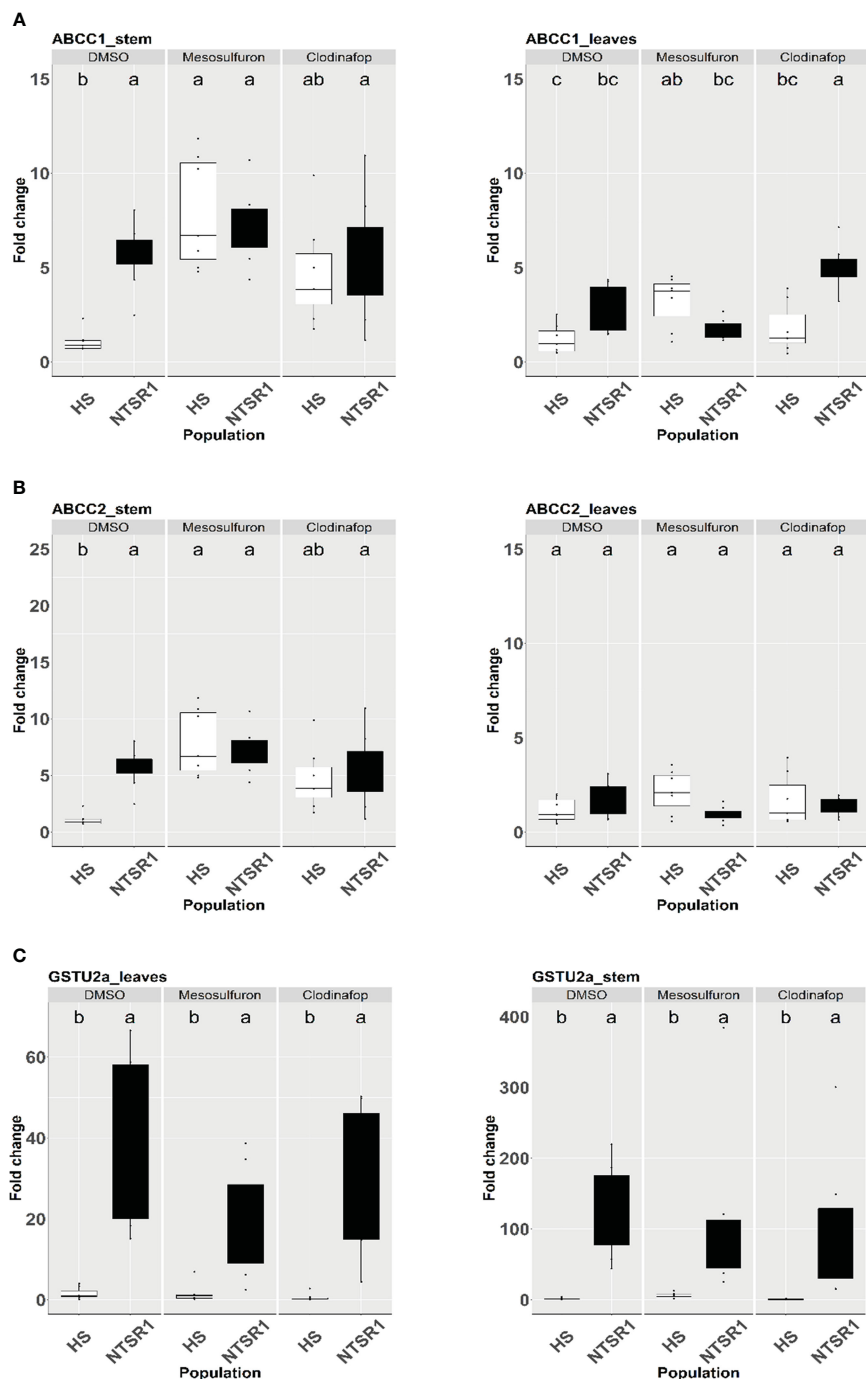 A
ABCC1_stem
DMSO Mesosulfuron Clodinafop
b a a a ab a
15
10
5
0
Fold change
HS NTSR1 HS NTSR1 HS NTSR1
Population
ABCC1_leaves
DMSO Mesosulfuron Clodinafop
c bc ab bc bc a
15
10
5
0
Fold change
HS NTSR1 HS NTSR1 HS NTSR1
Population
B
ABCC2_stem
DMSO Mesosulfuron Clodinafop
b a a a ab a
25
20
15
10
5
0
Fold change
HS NTSR1 HS NTSR1 HS NTSR1
Population
ABCC2_leaves
DMSO Mesosulfuron Clodinafop
a a a a a a
15
10
5
0
Fold change
HS NTSR1 HS NTSR1 HS NTSR1
Population
C
GSTU2a_leaves
DMSO Mesosulfuron Clodinafop
b a b a b a
60
40
20
0
Fold change
HS NTSR1 HS NTSR1 HS NTSR1
Population
GSTU2a_stem
DMSO Mesosulfuron Clodinafop
b a b a b a
400
300
200
100
0
Fold change
HS NTSR1 HS NTSR1 HS NTSR1
Population